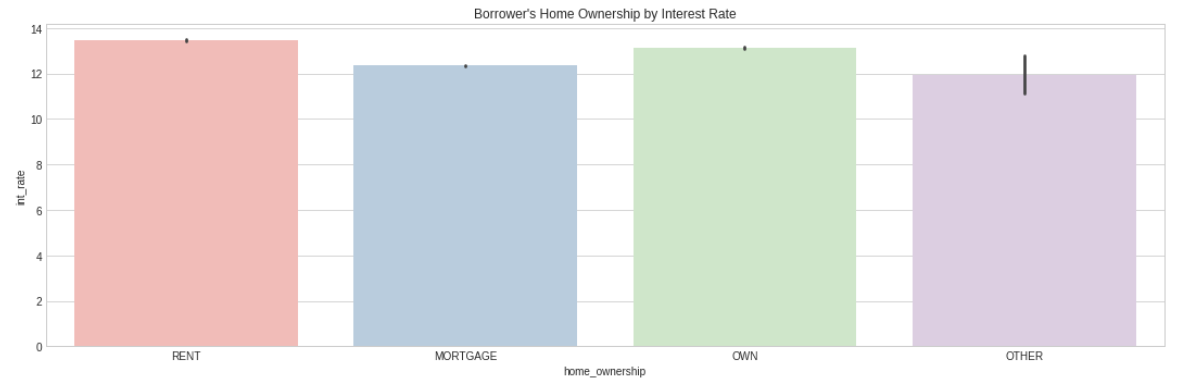 Borrower's Home Ownership by Interest Rate
14
12
10
8
6
4
2
0
int_rate
RENT MORTGAGE OWN OTHER
home_ownership